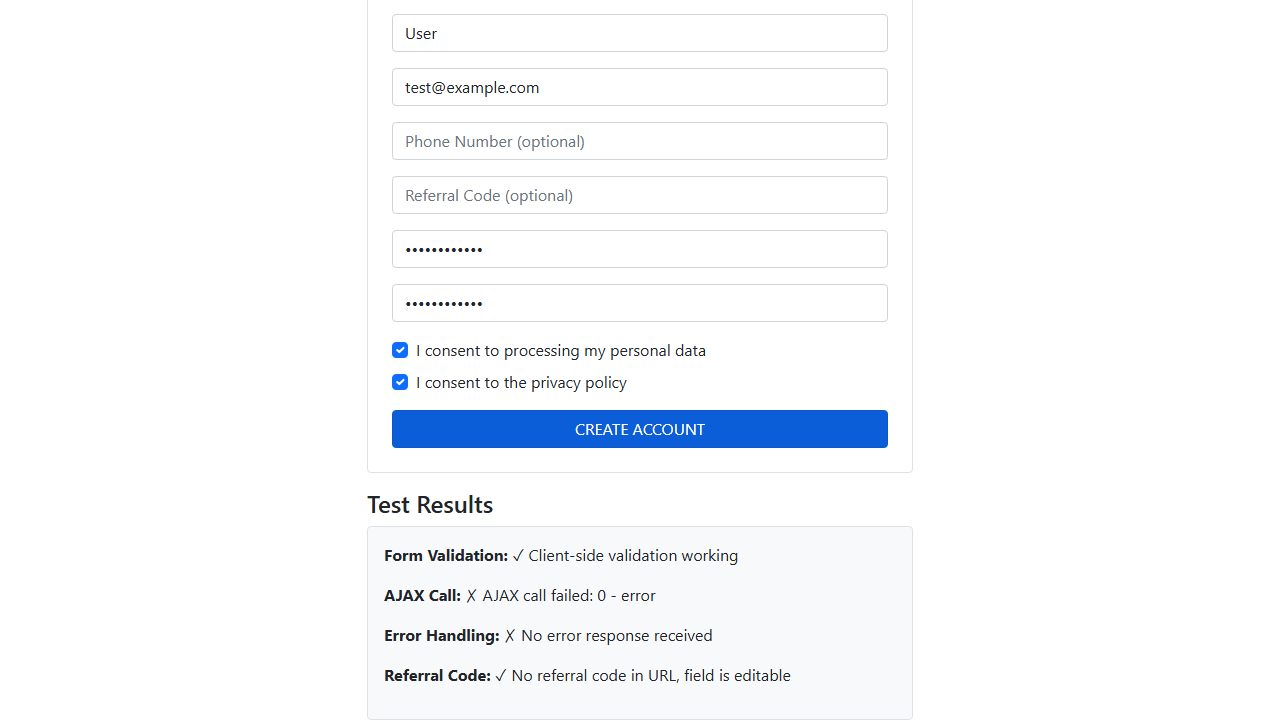 User
test@example.com
Phone Number (optional)
Referral Code (optional)
••••••••••••
••••••••••••
I consent to processing my personal data
I consent to the privacy policy
CREATE ACCOUNT
Test Results
Form Validation: ✓ Client-side validation working
AJAX Call: ✗ AJAX call failed: 0 - error
Error Handling: ✗ No error response received
Referral Code: ✓ No referral code in URL, field is editable